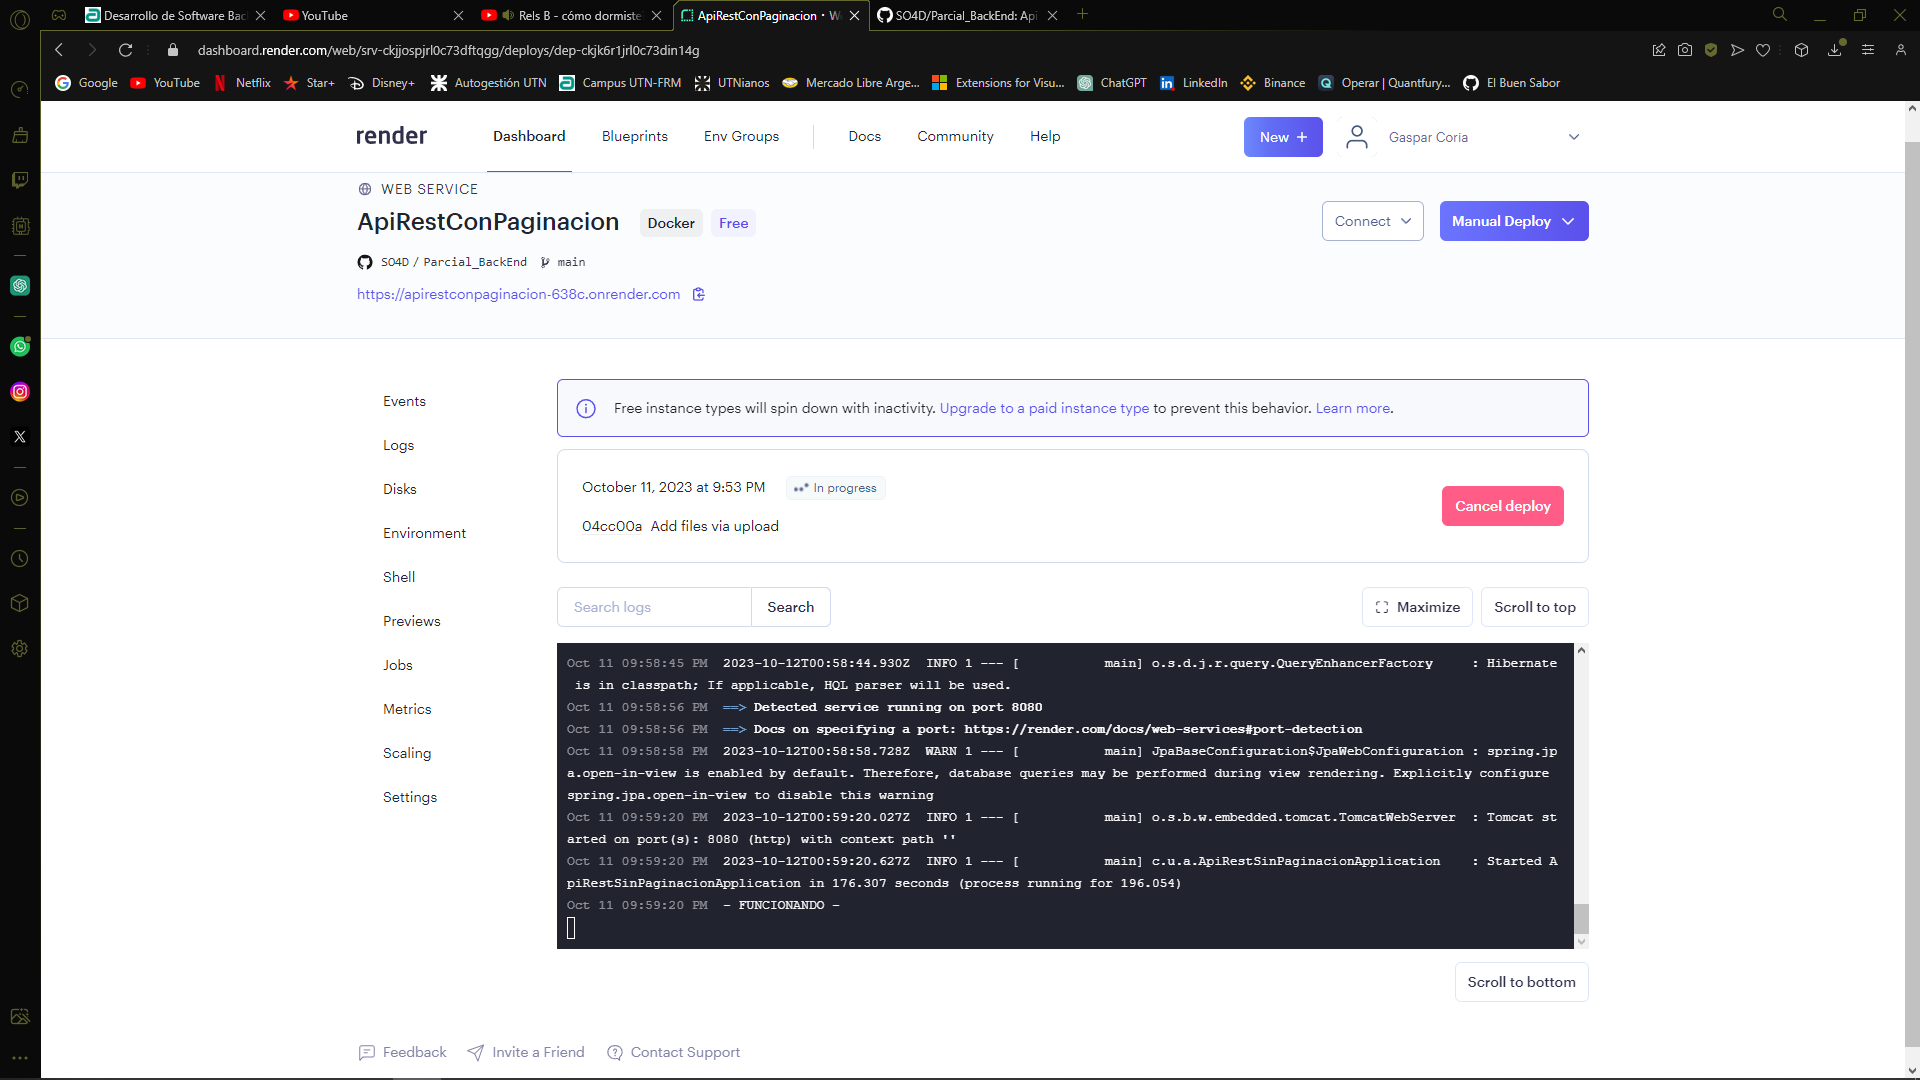 Desarrollo de Software Bac
YouTube
Rels B - cómo dormiste
ApiRestConPaginacion · W
SO4D/Parcial_BackEnd: Api
dashboard.render.com/web/srv-ckjjospjrl0c73dftqgg/deploys/dep-ckjk6r1jrl0c73din14g
Google YouTube Netflix Star+ Disney+ Autogestión UTN Campus UTN-FRM UTNianos Mercado Libre Arge... Extensions for Visu... ChatGPT LinkedIn Binance Operar | Quantfury... El Buen Sabor
render Dashboard Blueprints Env Groups Docs Community Help New + Gaspar Coria
WEB SERVICE
ApiRestConPaginacion Docker Free Connect Manual Deploy
SO4D / Parcial_BackEnd main
https://apirestconpaginacion-638c.onrender.com
Events
Logs
Disks
Environment
Shell
Previews
Jobs
Metrics
Scaling
Settings
Free instance types will spin down with inactivity. Upgrade to a paid instance type to prevent this behavior. Learn more.
October 11, 2023 at 9:53 PM In progress
04cc00a Add files via upload
Cancel deploy
Search logs Search Maximize Scroll to top
Oct 11 09:58:45 PM 2023-10-12T00:58:44.930Z INFO 1 --- [ main] o.s.d.j.r.query.QueryEnhancerFactory : Hibernate
is in classpath; If applicable, HQL parser will be used.
Oct 11 09:58:56 PM ==> Detected service running on port 8080
Oct 11 09:58:56 PM ==> Docs on specifying a port: https://render.com/docs/web-services#port-detection
Oct 11 09:58:58 PM 2023-10-12T00:58:58.728Z WARN 1 --- [ main] JpaBaseConfiguration$JpaWebConfiguration : spring.jp
a.open-in-view is enabled by default. Therefore, database queries may be performed during view rendering. Explicitly configure
spring.jpa.open-in-view to disable this warning
Oct 11 09:59:20 PM 2023-10-12T00:59:20.027Z INFO 1 --- [ main] o.s.b.w.embedded.tomcat.TomcatWebServer : Tomcat st
arted on port(s): 8080 (http) with context path ''
Oct 11 09:59:20 PM 2023-10-12T00:59:20.627Z INFO 1 --- [ main] c.u.a.ApiRestSinPaginacionApplication : Started A
piRestSinPaginacionApplication in 176.307 seconds (process running for 196.054)
Oct 11 09:59:20 PM - FUNCIONANDO -
Scroll to bottom
Feedback Invite a Friend Contact Support